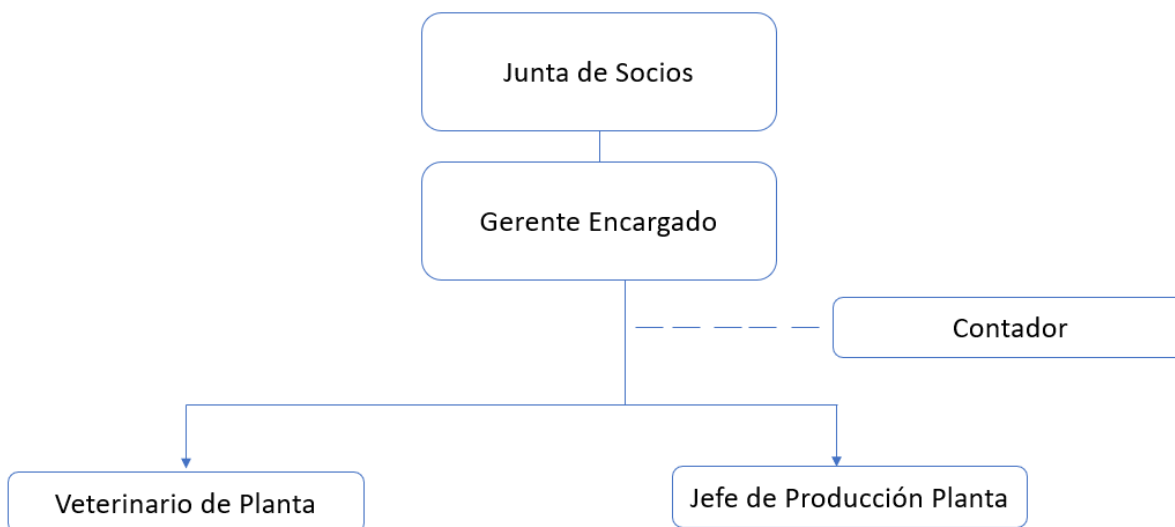 Junta de Socios
Gerente Encargado
Contador
Veterinario de Planta
Jefe de Producción Planta